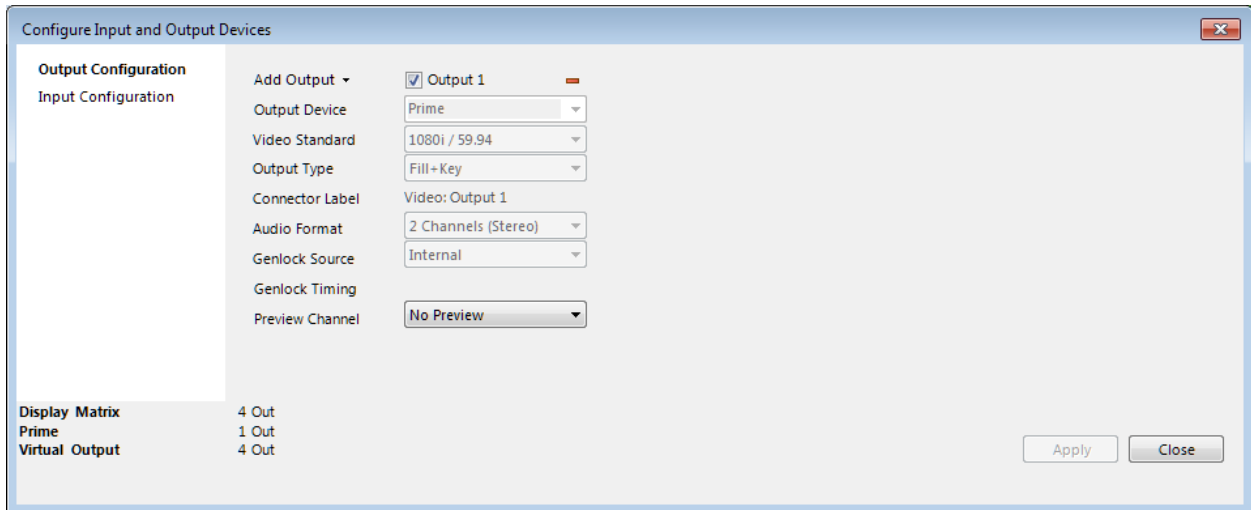 Configure Input and Output Devices
Output Configuration
Input Configuration
Add Output
Output 1
Output Device
Prime
Video Standard
1080i / 59.94
Output Type
Fill+Key
Connector Label
Video: Output 1
Audio Format
2 Channels (Stereo)
Genlock Source
Internal
Genlock Timing
Preview Channel
No Preview
Display Matrix
4 Out
Prime
1 Out
Virtual Output
4 Out
Apply
Close